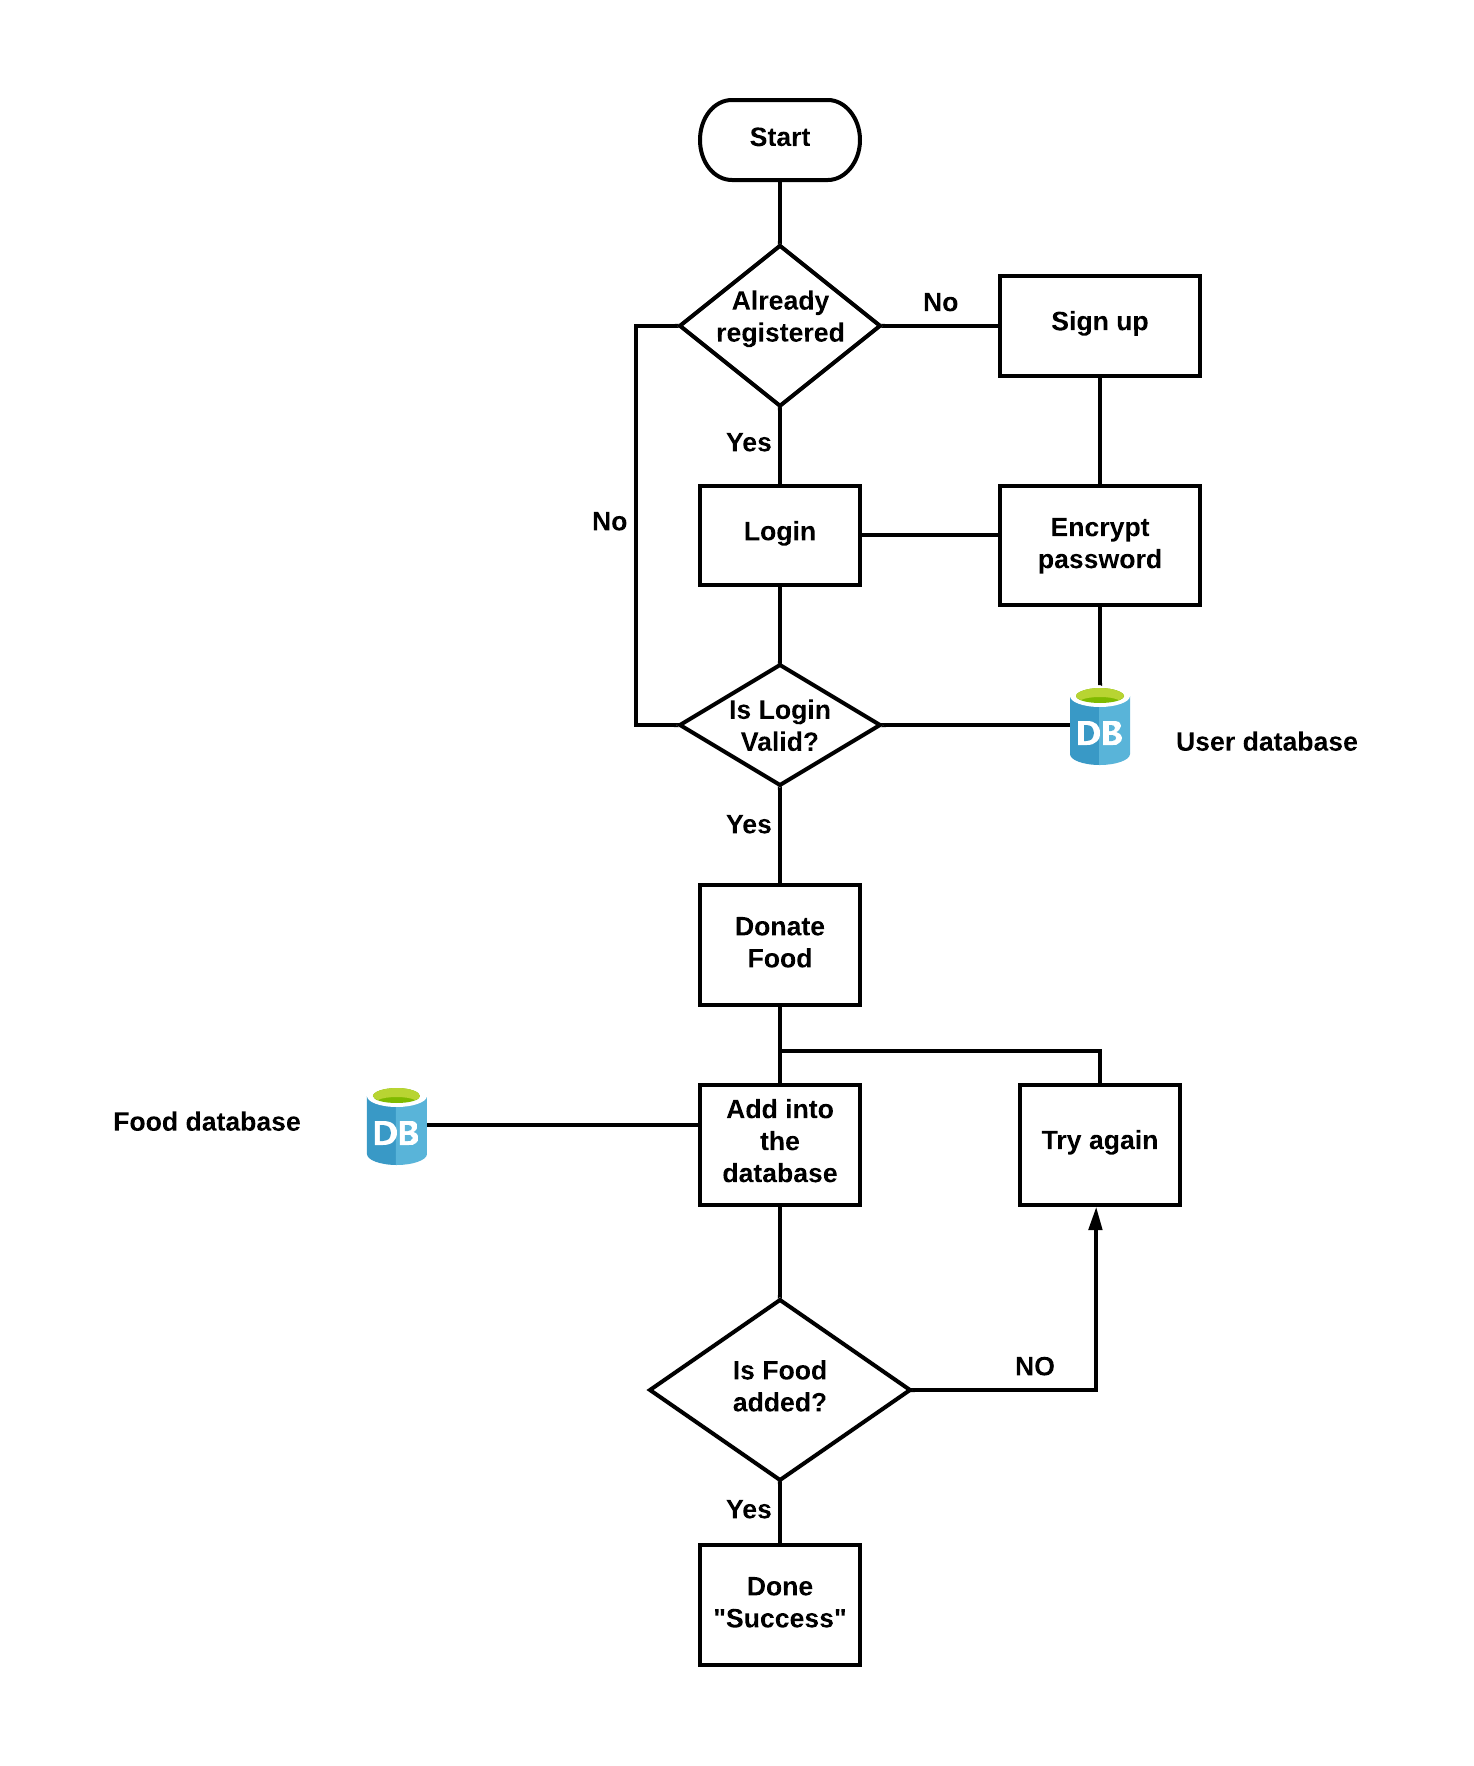 Start
Already
registered
No
Sign up
Yes
No
Login
Encrypt
password
Is Login
Valid?
DB
User database
Yes
Donate
Food
Food database
DB
Add into
the
database
Try again
Is Food
added?
NO
Yes
Done
"Success"